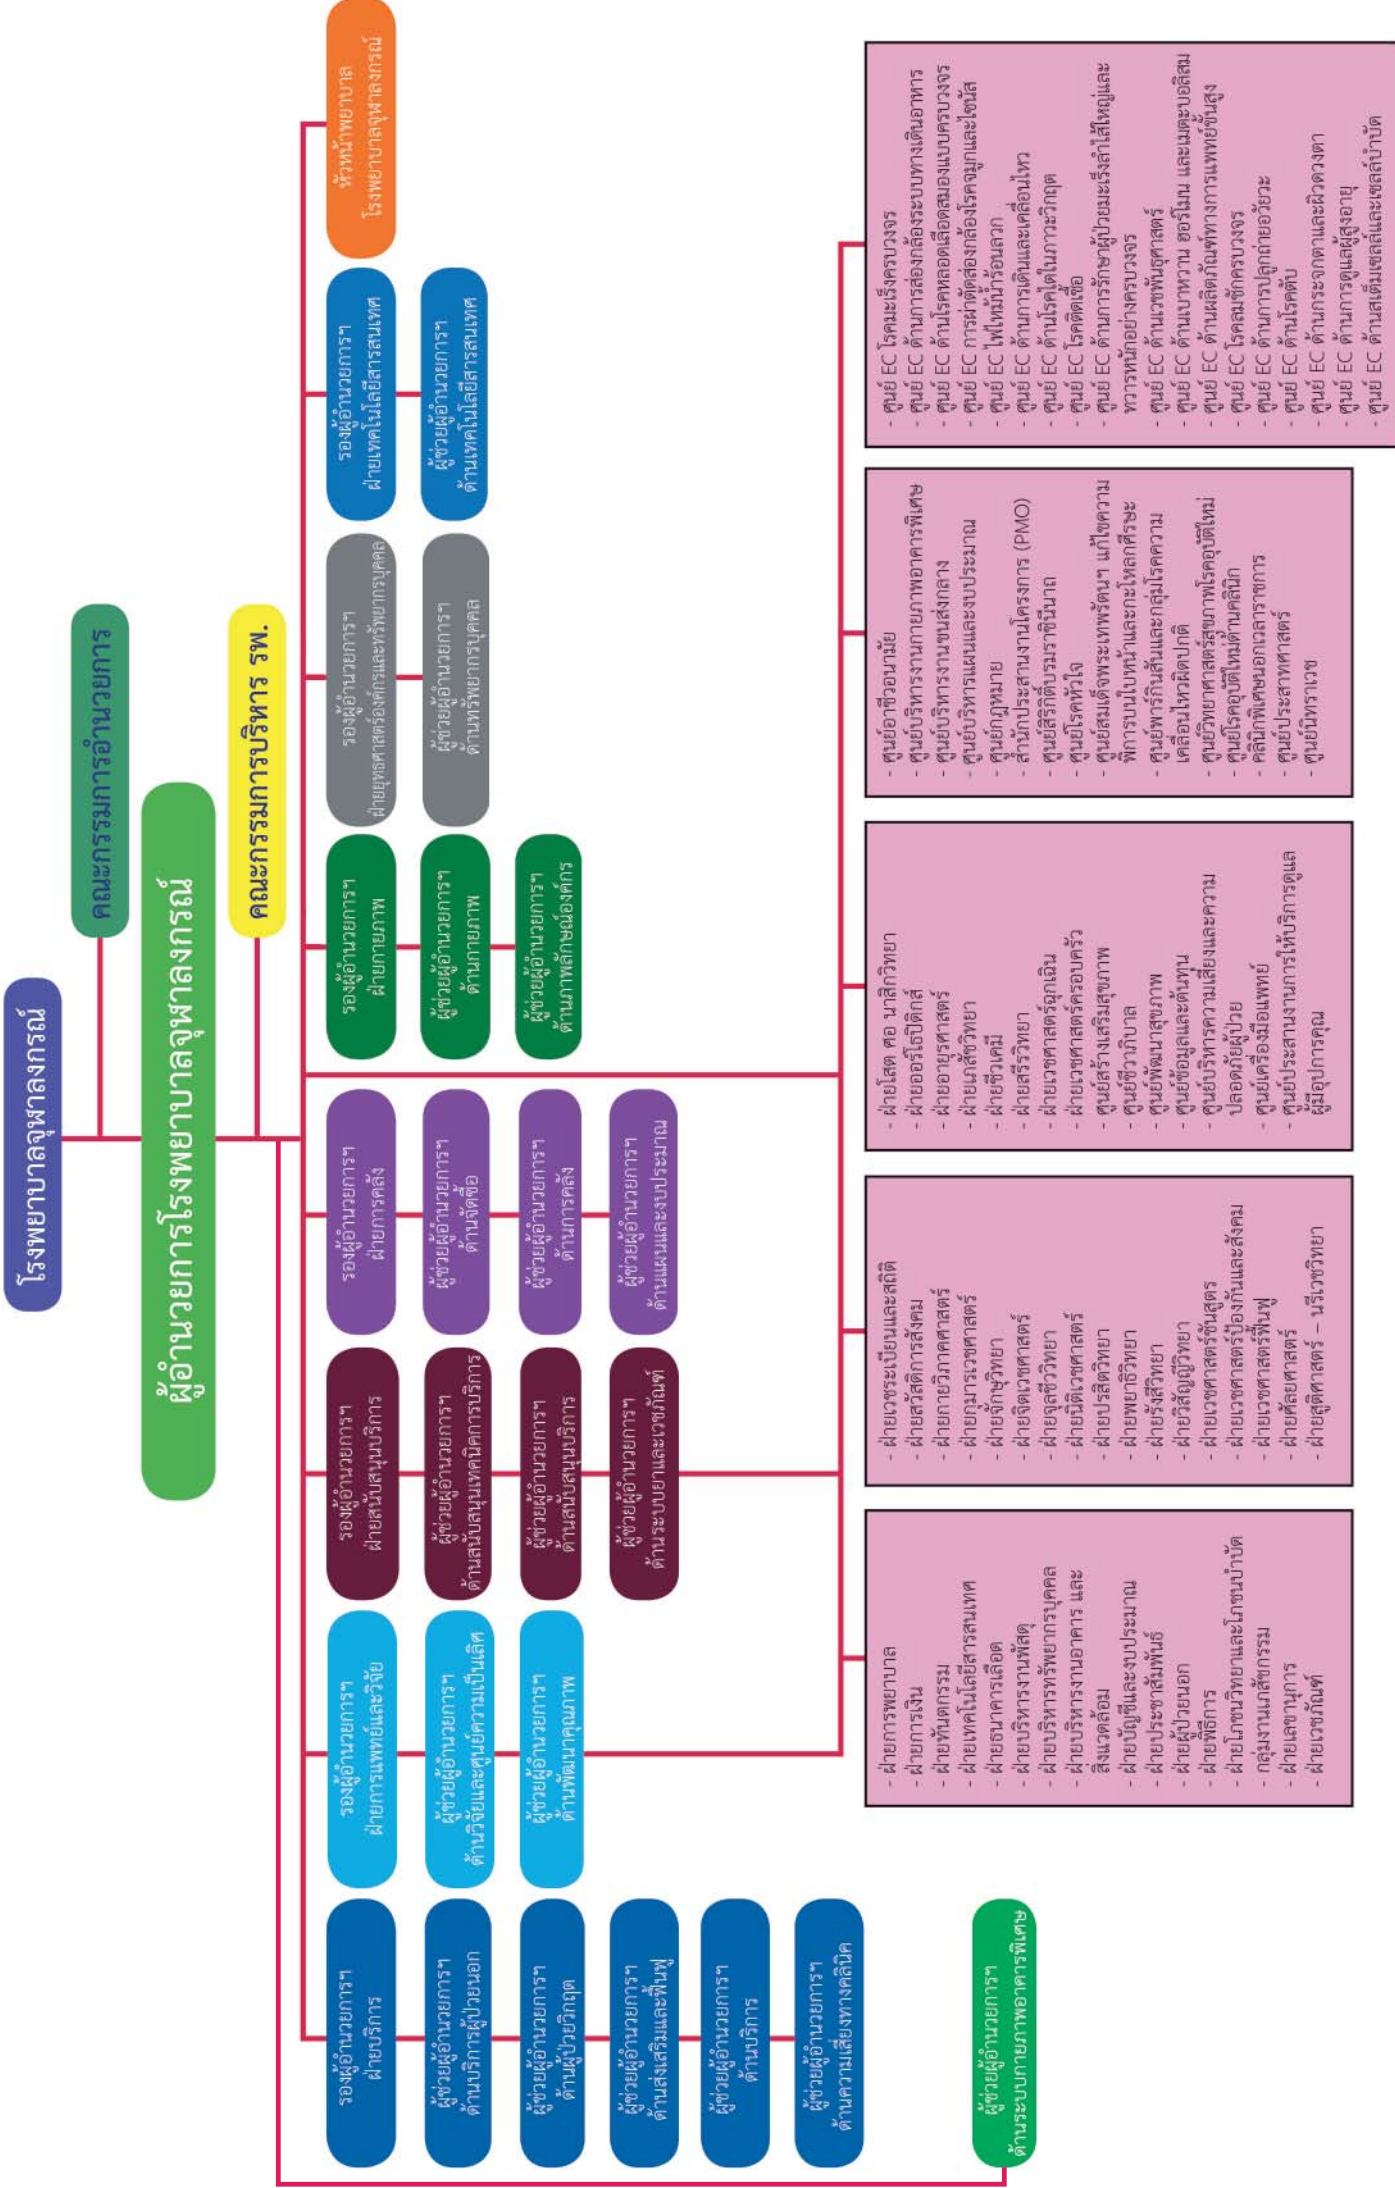 โรงพยาบาลจุฬาลงกรณ์
คณะกรรมการอำนวยการ
ผู้อำนวยการโรงพยาบาลจุฬาลงกรณ์
คณะกรรมการบริหาร รพ.
รองผู้อำนวยการฯ
ฝ่ายบริการ
ผู้ช่วยผู้อำนวยการฯ
ด้านบริการผู้ป่วยนอก
ผู้ช่วยผู้อำนวยการฯ
ด้านผู้ป่วยวิกฤต
ผู้ช่วยผู้อำนวยการฯ
ด้านส่งเสริมและฟื้นฟู
ผู้ช่วยผู้อำนวยการฯ
ด้านบริการ
ผู้ช่วยผู้อำนวยการฯ
ด้านความเสี่ยงทางคลินิค
ผู้ช่วยผู้อำนวยการฯ
ด้านระบบกายภาพอาคารพิเศษ
รองผู้อำนวยการฯ
ฝ่ายการแพทย์และวิจัย
ผู้ช่วยผู้อำนวยการฯ
ด้านวิจัยและศูนย์ความเป็นเลิศ
ผู้ช่วยผู้อำนวยการฯ
ด้านพัฒนาคุณภาพ
รองผู้อำนวยการฯ
ฝ่ายสนับสนุนบริการ
ผู้ช่วยผู้อำนวยการฯ
ด้านสนับสนุนเทคนิคการบริการ
ผู้ช่วยผู้อำนวยการฯ
ด้านสนับสนุนบริการ
ผู้ช่วยผู้อำนวยการฯ
ด้านระบบยาและเวชภัณฑ์
รองผู้อำนวยการฯ
ฝ่ายการคลัง
ผู้ช่วยผู้อำนวยการฯ
ด้านจัดซื้อ
ผู้ช่วยผู้อำนวยการฯ
ด้านการคลัง
ผู้ช่วยผู้อำนวยการฯ
ด้านแผนและงบประมาณ
รองผู้อำนวยการฯ
ฝ่ายกายภาพ
ผู้ช่วยผู้อำนวยการฯ
ด้านกายภาพ
ผู้ช่วยผู้อำนวยการฯ
ด้านภาพลักษณ์องค์กร
รองผู้อำนวยการฯ
ฝ่ายยุทธศาสตร์องค์กรและทรัพยากรบุคคล
ผู้ช่วยผู้อำนวยการฯ
ด้านทรัพยากรบุคคล
รองผู้อำนวยการฯ
ฝ่ายเทคโนโลยีสารสนเทศ
ผู้ช่วยผู้อำนวยการฯ
ด้านเทคโนโลยีสารสนเทศ
หัวหน้าพยาบาล
โรงพยาบาลจุฬาลงกรณ์
- ฝ่ายการพยาบาล
- ฝ่ายการเงิน
- ฝ่ายทันตกรรม
- ฝ่ายเทคโนโลยีสารสนเทศ
- ฝ่ายธนาคารเลือด
- ฝ่ายบริหารงานพัสดุ
- ฝ่ายบริหารทรัพยากรบุคคล
- ฝ่ายบริหารงานอาคาร และ
สิ่งแวดล้อม
- ฝ่ายบัญชีและงบประมาณ
- ฝ่ายประชาสัมพันธ์
- ฝ่ายผู้ป่วยนอก
- ฝ่ายพิธีการ
- ฝ่ายโภชนวิทยาและโภชนบำบัด
- กลุ่มงานเภสัชกรรม
- ฝ่ายเลขานุการ
- ฝ่ายเวชภัณฑ์
- ฝ่ายเวชระเบียนและสถิติ
- ฝ่ายสวัสดิการสังคม
- ฝ่ายกายวิภาคศาสตร์
- ฝ่ายกุมารเวชศาสตร์
- ฝ่ายจักษุวิทยา
- ฝ่ายจิตเวชศาสตร์
- ฝ่ายจุลชีววิทยา
- ฝ่ายนิติเวชศาสตร์
- ฝ่ายปรสิตวิทยา
- ฝ่ายพยาธิวิทยา
- ฝ่ายรังสีวิทยา
- ฝ่ายวิสัญญีวิทยา
- ฝ่ายเวชศาสตร์ชันสูตร
- ฝ่ายเวชศาสตร์ป้องกันและสังคม
- ฝ่ายเวชศาสตร์ฟื้นฟู
- ฝ่ายศัลยศาสตร์
- ฝ่ายสูติศาสตร์ – นรีเวชวิทยา
- ฝ่ายโสต ศอ นาสิกวิทยา
- ฝ่ายออร์โธปิดิกส์
- ฝ่ายอายุรศาสตร์
- ฝ่ายเภสัชวิทยา
- ฝ่ายชีวเคมี
- ฝ่ายสรีรวิทยา
- ฝ่ายเวชศาสตร์ฉุกเฉิน
- ฝ่ายเวชศาสตร์ครอบครัว
- ศูนย์สร้างเสริมสุขภาพ
- ศูนย์ชีวาภิบาล
- ศูนย์พัฒนาสุขภาพ
- ศูนย์ข้อมูลและต้นทุน
- ศูนย์บริหารความเสี่ยงและความ
ปลอดภัยผู้ป่วย
- ศูนย์เครื่องมือแพทย์
- ศูนย์ประสานงานการให้บริการดูแล
ผู้มีอุปการคุณ
- ศูนย์อาชีวอนามัย
- ศูนย์บริหารงานกายภาพอาคารพิเศษ
- ศูนย์บริหารงานขนส่งกลาง
- ศูนย์บริหารแผนและงบประมาณ
- ศูนย์กฎหมาย
- สำนักประสานงานโครงการ (PMO)
- ศูนย์สิริกิติ์บรมราชินีนาถ
- ศูนย์โรคหัวใจ
- ศูนย์สมเด็จพระเทพรัตนฯ แก้ไขความ
พิการบนใบหน้าและกะโหลกศีรษะ
- ศูนย์พาร์กินสันและกลุ่มโรคความ
เคลื่อนไหวผิดปกติ
- ศูนย์วิทยาศาสตร์สุขภาพโรคอุบัติใหม่
- ศูนย์โรคอุบัติใหม่ด้านคลินิก
- คลินิกพิเศษนอกเวลาราชการ
- ศูนย์ประสาทศาสตร์
- ศูนย์นิทราเวช
- ศูนย์ EC โรคมะเร็งครบวงจร
- ศูนย์ EC ด้านการส่องกล้องระบบทางเดินอาหาร
- ศูนย์ EC ด้านโรคหลอดเลือดสมองแบบครบวงจร
- ศูนย์ EC การผ่าตัดส่องกล้องโรคจมูกและไซนัส
- ศูนย์ EC ไฟไหม้น้ำร้อนลวก
- ศูนย์ EC ด้านการเดินและเคลื่อนไหว
- ศูนย์ EC ด้านโรคไตในภาวะวิกฤต
- ศูนย์ EC โรคติดเชื้อ
- ศูนย์ EC ด้านการรักษาผู้ป่วยมะเร็งลำไส้ใหญ่และ
ทวารหนักอย่างครบวงจร
- ศูนย์ EC ด้านเวชพันธุศาสตร์
- ศูนย์ EC ด้านเบาหวาน ฮอร์โมน และเมตะบอลิสม
- ศูนย์ EC ด้านผลิตภัณฑ์ทางการแพทย์ขั้นสูง
- ศูนย์ EC โรคลมชักครบวงจร
- ศูนย์ EC ด้านการปลูกถ่ายอวัยวะ
- ศูนย์ EC ด้านโรคตับ
- ศูนย์ EC ด้านกระจกตาและผิวดวงตา
- ศูนย์ EC ด้านการดูแลผู้สูงอายุ
- ศูนย์ EC ด้านสเต็มเซลล์และเซลล์บำบัด